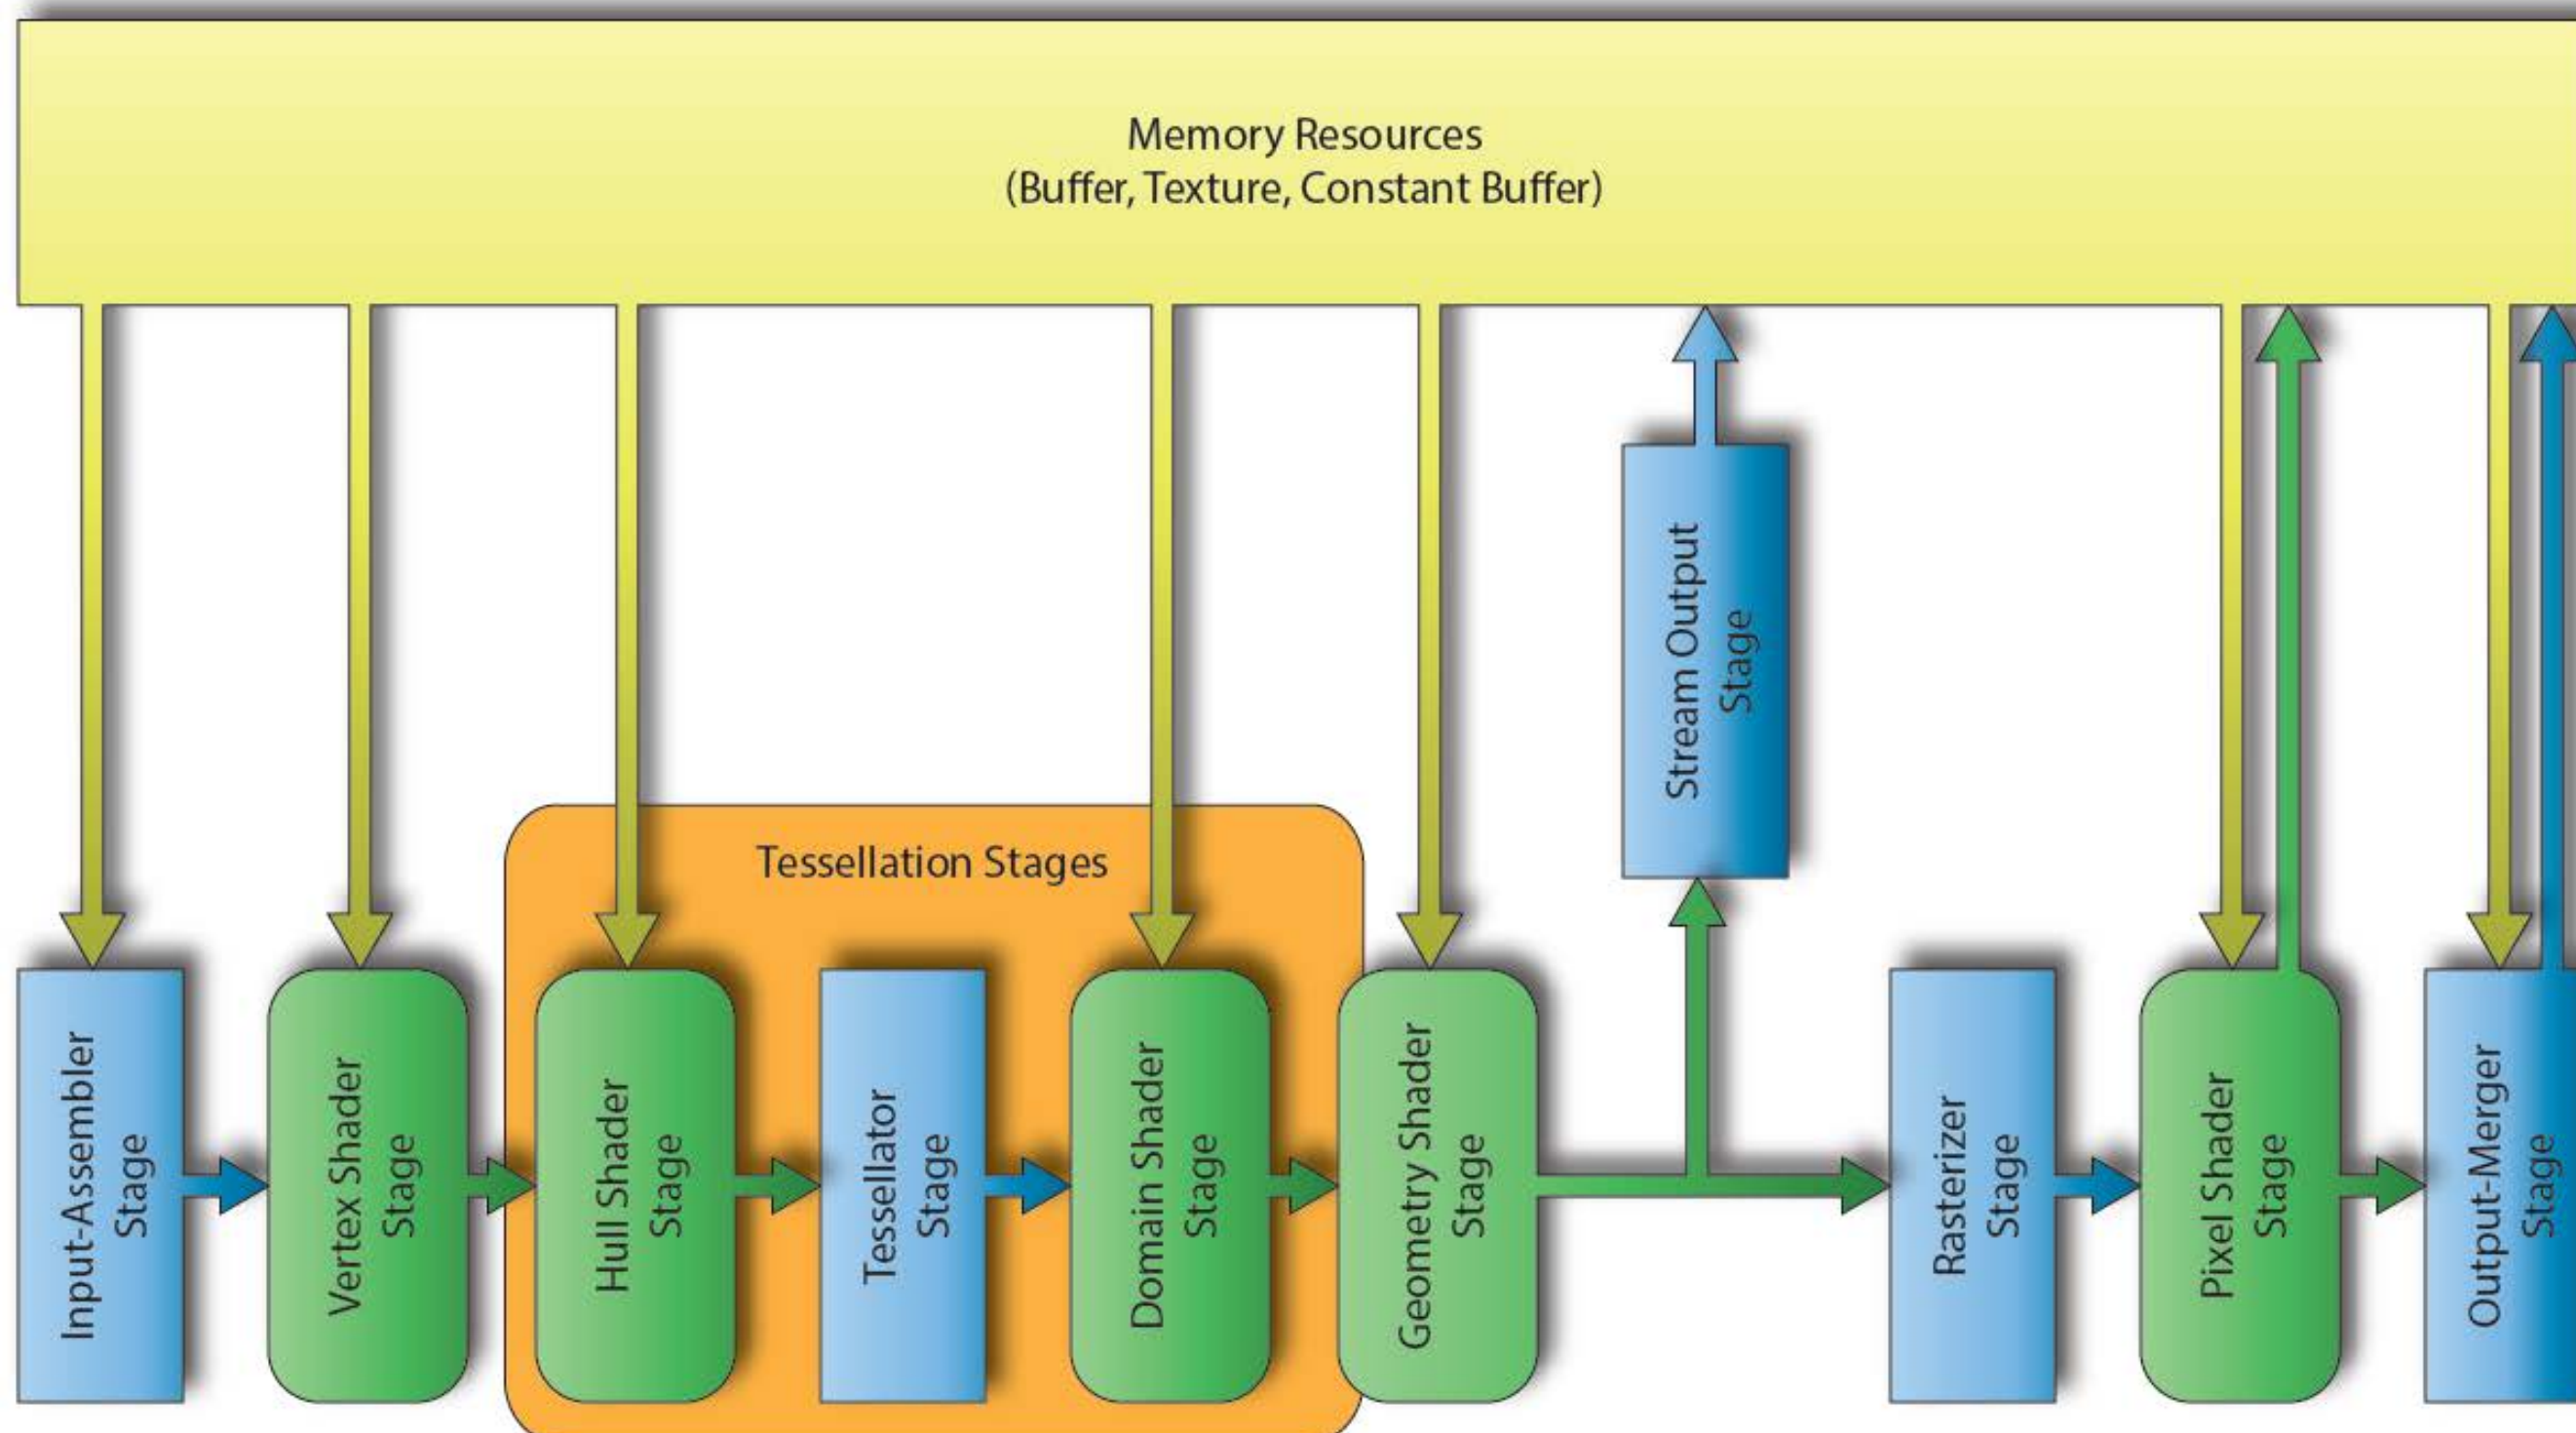 Memory Resources
(Buffer, Texture, Constant Buffer)
Stream Output
Stage
Tessellation Stages
Input-Assembler
Stage
Vertex Shader
Stage
Hull Shader
Stage
Tessellator
Stage
Domain Shader
Stage
Geometry Shader
Stage
Rasterizer
Stage
Pixel Shader
Stage
Output-Merger
Stage